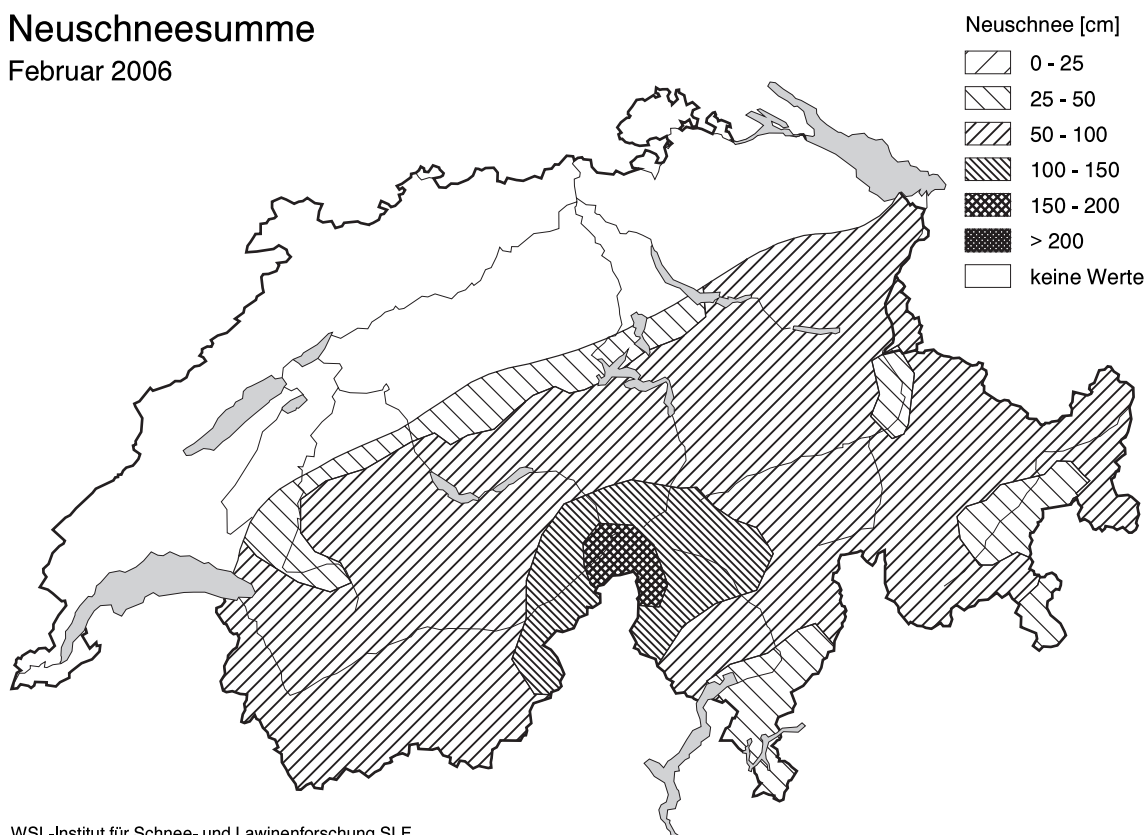 Neuschneesumme
Februar 2006
Neuschnee [cm]
0 - 25
25 - 50
50 - 100
100 - 150
150 - 200
> 200
keine Werte
WSL-Institut für Schnee- und Lawinenforschung SLF